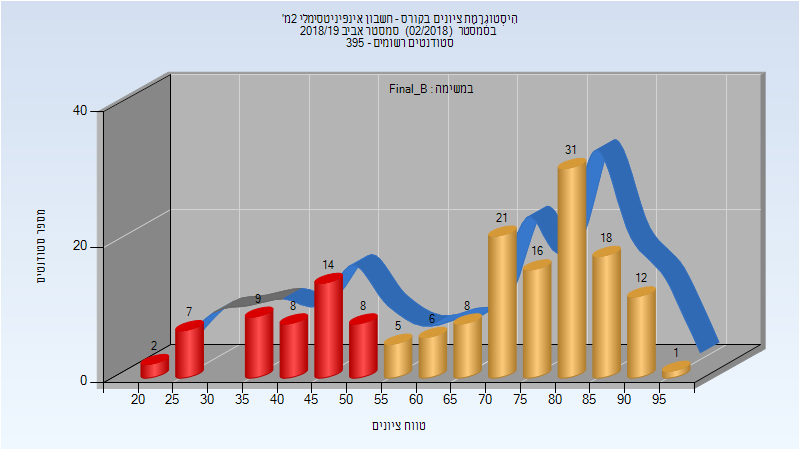 היסטוגרמת ציונים בקורס - חשבון אינפיניטסימלי 2מ'
בסמסטר (02/2018) סמסטר אביב 2018/19
סטודנטים רשומים - 395
במשימה : Final_B
מספר סטודנטים
40
20
0
2
7
9
8
14
8
5
6
8
21
16
31
18
12
1
20 25 30 35 40 45 50 55 60 65 70 75 80 85 90 95
טווח ציונים